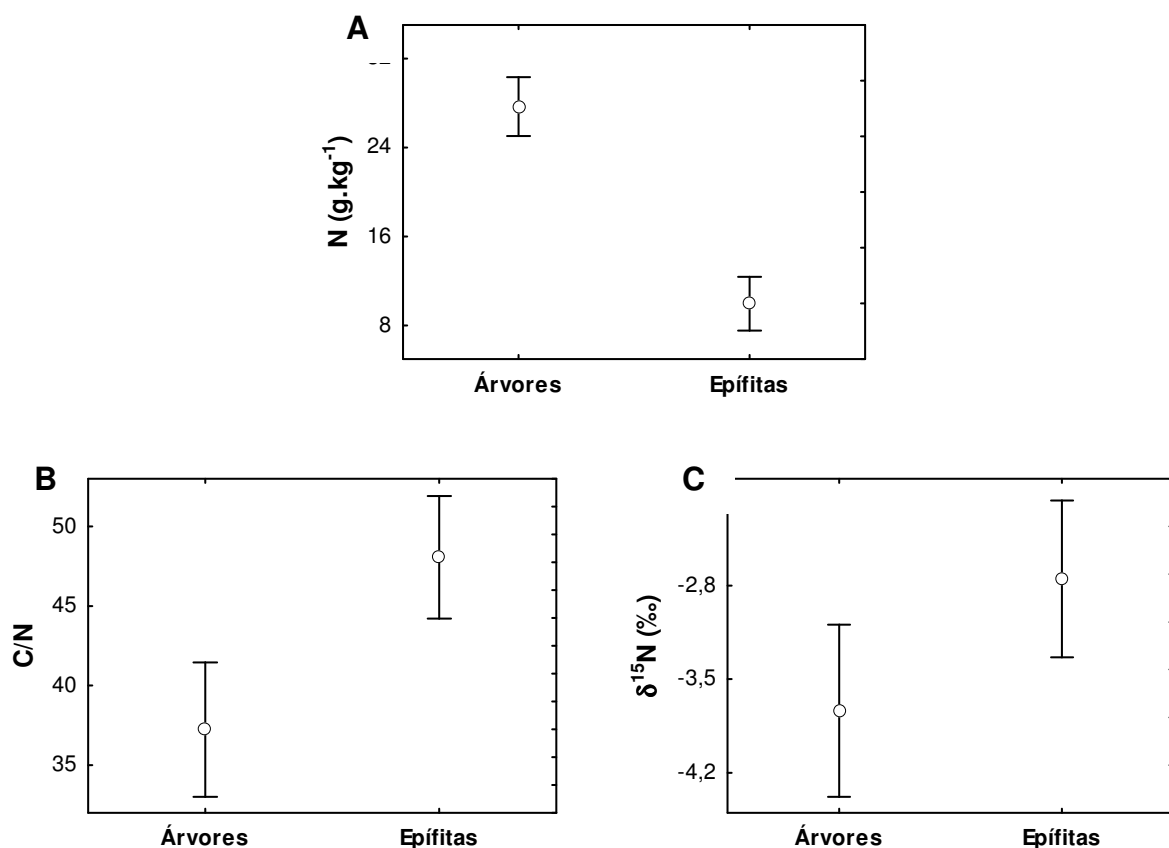 A
N (g.kg⁻¹)
24
16
8
Árvores Epífitas
B
C/N
50
45
40
35
Árvores Epífitas
C
δ¹⁵N (‰)
-2,8
-3,5
-4,2
Árvores Epífitas